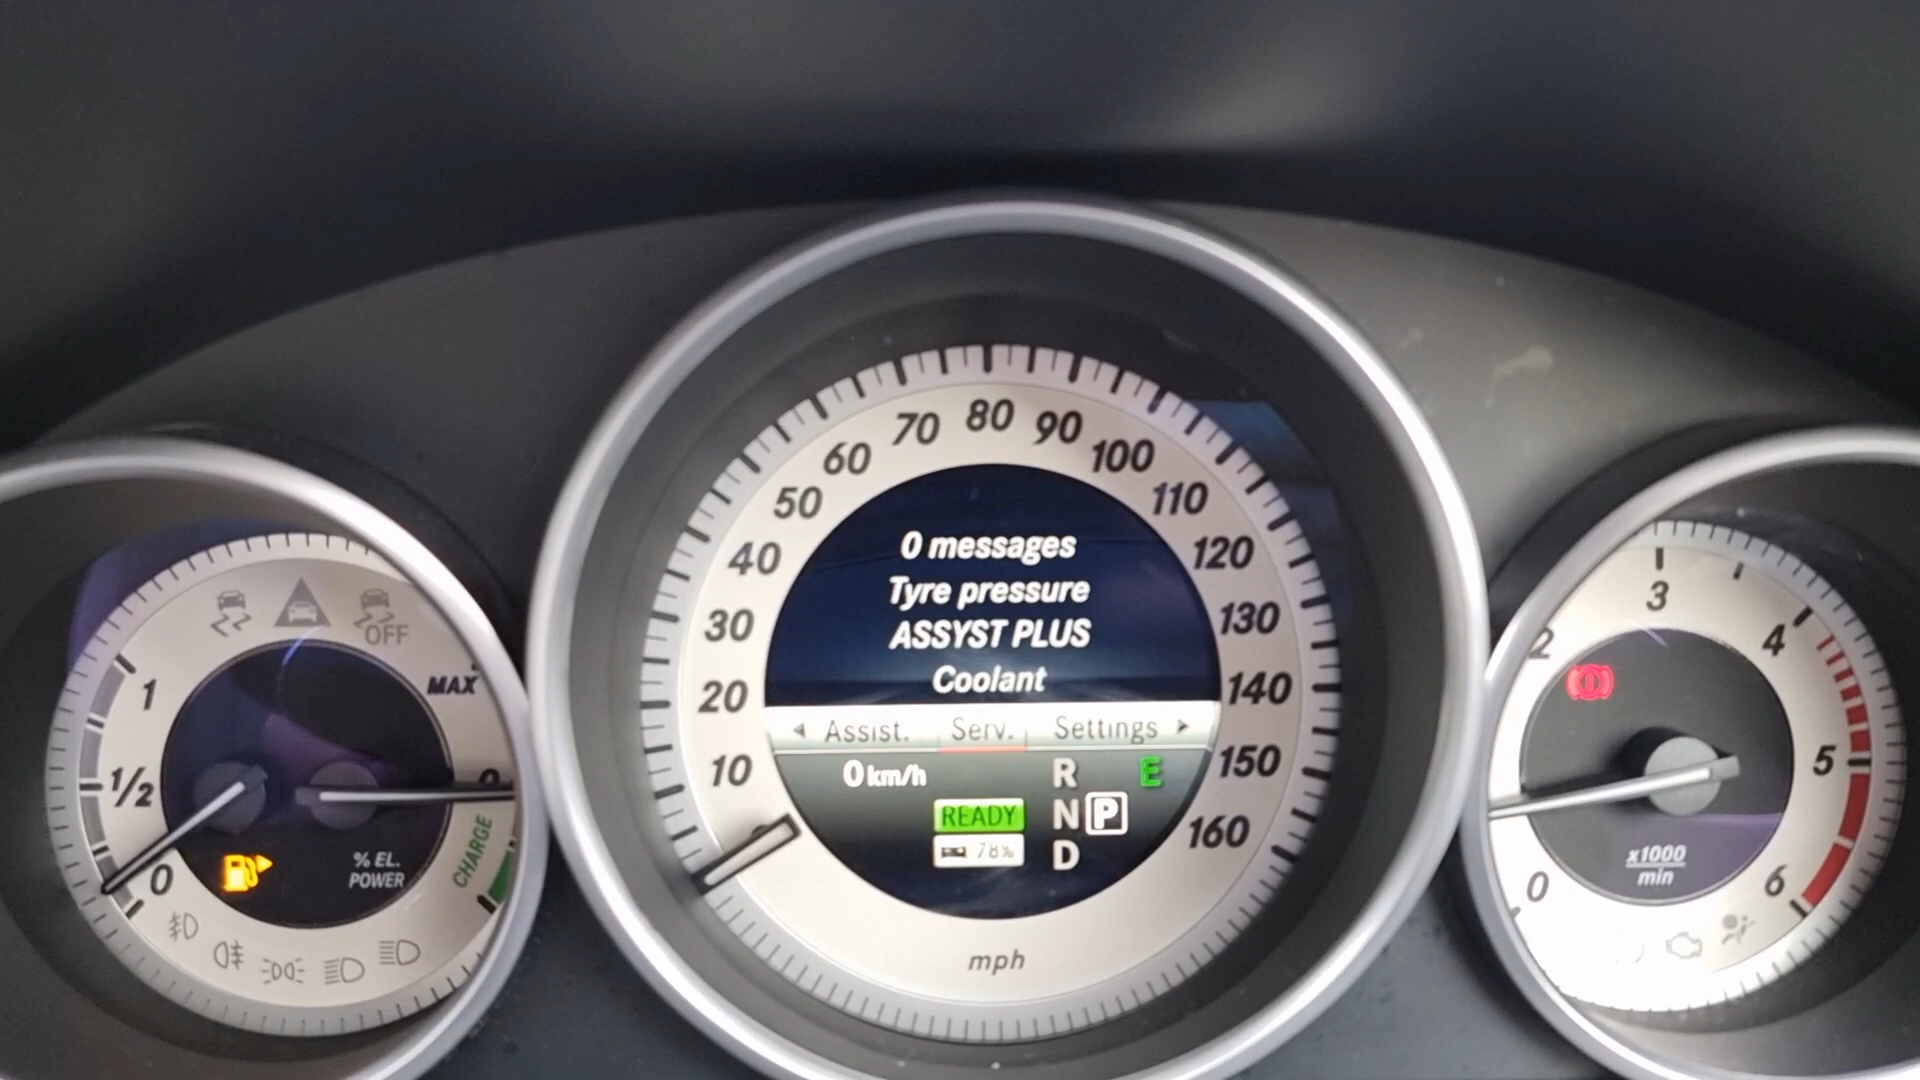 OFF
MAX
1
1/2
0
0
% EL.
POWER
CHARGE
10
20
30
40
50
60
70
80
90
100
110
120
130
140
150
160
mph
0 messages
Tyre pressure
ASSYST PLUS
Coolant
Assist. Serv. Settings
0 km/h
READY
78%
R
N P
D
E
0
2
3
4
5
6
x1000
min